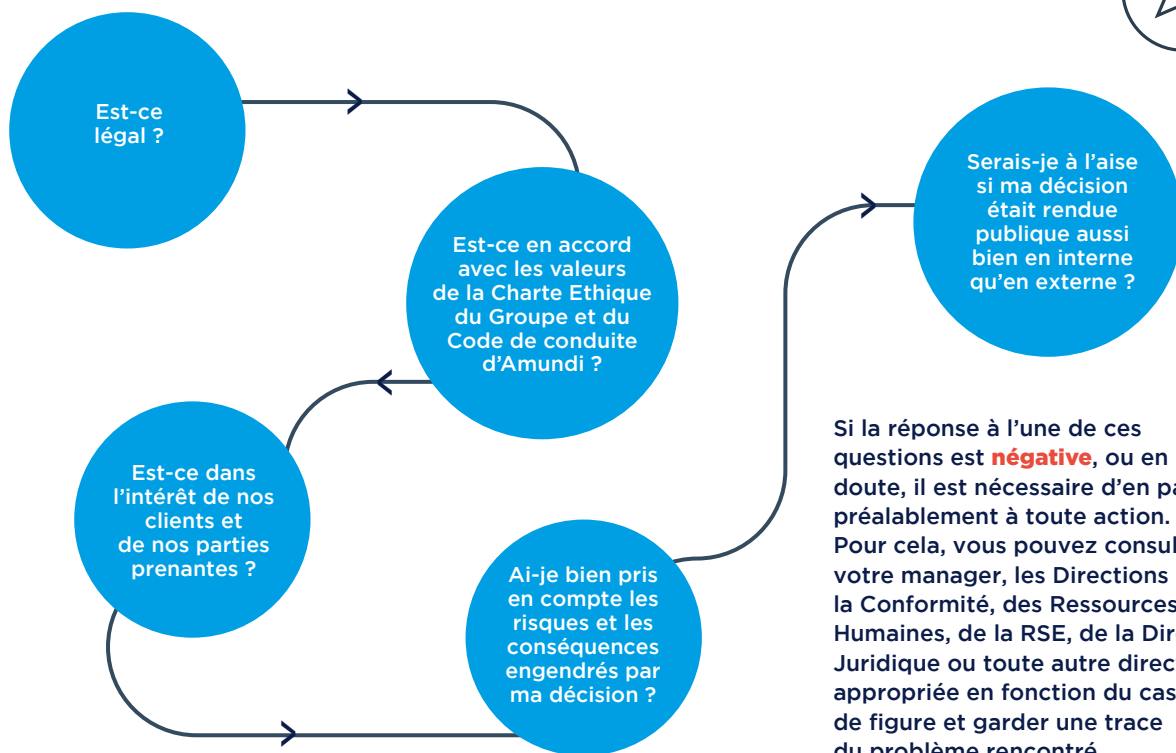 Est-ce
légal ?
Est-ce en accord
avec les valeurs
de la Charte Ethique
du Groupe et du
Code de conduite
d'Amundi ?
Est-ce dans
l'intérêt de nos
clients et
de nos parties
prenantes ?
Ai-je bien pris
en compte les
risques et les
conséquences
engendrés par
ma décision ?
Serais-je à l'aise
si ma décision
était rendue
publique aussi
bien en interne
qu'en externe ?
Si la réponse à l'une de ces
questions est négative, ou en
doute, il est nécessaire d'en
préalablement à toute action.
Pour cela, vous pouvez
votre manager, les Directions
la Conformité, des Ressources
Humaines, de la RSE, de la
Juridique ou toute autre
appropriée en fonction du cas
de figure et garder une trace
du problème rencontré